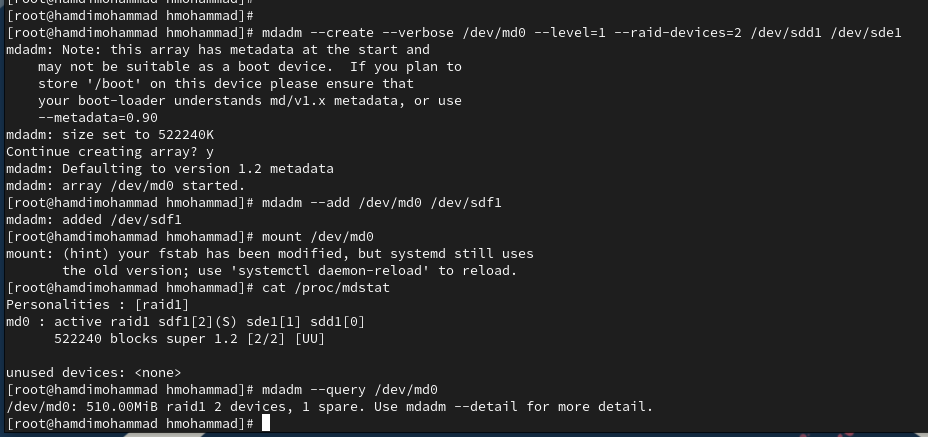 [root@hamdimohammad hmohammad]#
[root@hamdimohammad hmohammad]#
[root@hamdimohammad hmohammad]# mdadm --create --verbose /dev/md0 --level=1 --raid-devices=2 /dev/sdd1 /dev/sde1
mdadm: Note: this array has metadata at the start and
    may not be suitable as a boot device.  If you plan to
    store '/boot' on this device please ensure that
    your boot-loader understands md/v1.x metadata, or use
    --metadata=0.90
mdadm: size set to 522240K
Continue creating array? y
mdadm: Defaulting to version 1.2 metadata
mdadm: array /dev/md0 started.
[root@hamdimohammad hmohammad]# mdadm --add /dev/md0 /dev/sdf1
mdadm: added /dev/sdf1
[root@hamdimohammad hmohammad]# mount /dev/md0
mount: (hint) your fstab has been modified, but systemd still uses
       the old version; use 'systemctl daemon-reload' to reload.
[root@hamdimohammad hmohammad]# cat /proc/mdstat
Personalities : [raid1]
md0 : active raid1 sdf1[2](S) sde1[1] sdd1[0]
      522240 blocks super 1.2 [2/2] [UU]

unused devices: <none>
[root@hamdimohammad hmohammad]# mdadm --query /dev/md0
/dev/md0: 510.00MiB raid1 2 devices, 1 spare. Use mdadm --detail for more detail.
[root@hamdimohammad hmohammad]#